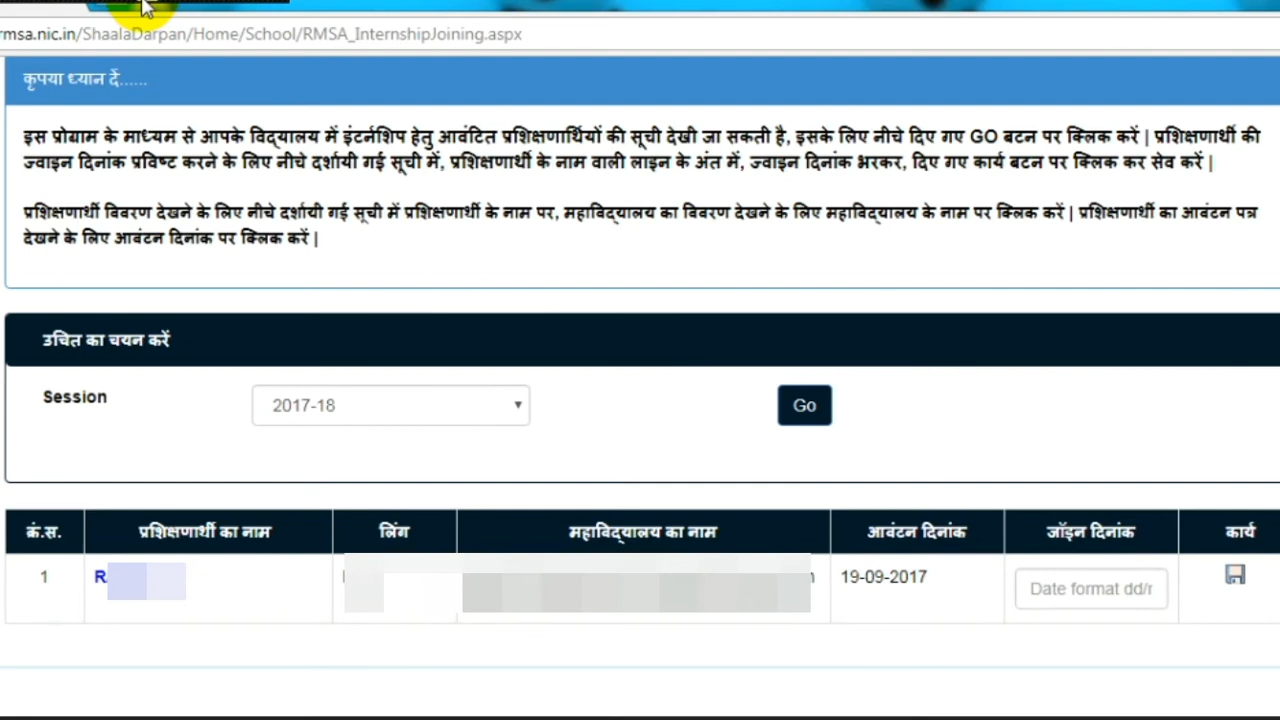 rmsa.nic.in/ShaalaDarpan/Home/School/RMSA_InternshipJoining.aspx
कृपया ध्यान दें......
इस प्रोग्राम के माध्यम से आपके विद्यालय में इंटर्नशिप हेतु आवंटित प्रशिक्षणार्थियों की सूची देखी जा सकती है, इसके लिए नीचे दिए गए GO बटन पर क्लिक करें | प्रशिक्षणार्थी की
ज्वाइन दिनांक प्रविष्ट करने के लिए नीचे दर्शायी गई सूची में, प्रशिक्षणार्थी के नाम वाली लाइन के अंत में, ज्वाइन दिनांक भरकर, दिए गए कार्य बटन पर क्लिक कर सेव करें |
प्रशिक्षणार्थी विवरण देखने के लिए नीचे दर्शायी गई सूची में प्रशिक्षणार्थी के नाम पर, महाविद्यालय का विवरण देखने के लिए महाविद्यालय के नाम पर क्लिक करें | प्रशिक्षणार्थी का आवंटन पत्र
देखने के लिए आवंटन दिनांक पर क्लिक करें |
उचित का चयन करें
Session 2017-18 Go
क्रं.स. प्रशिक्षणार्थी का नाम लिंग महाविद्यालय का नाम आवंटन दिनांक जॉइन दिनांक कार्य
1 R 19-09-2017 Date format dd/r